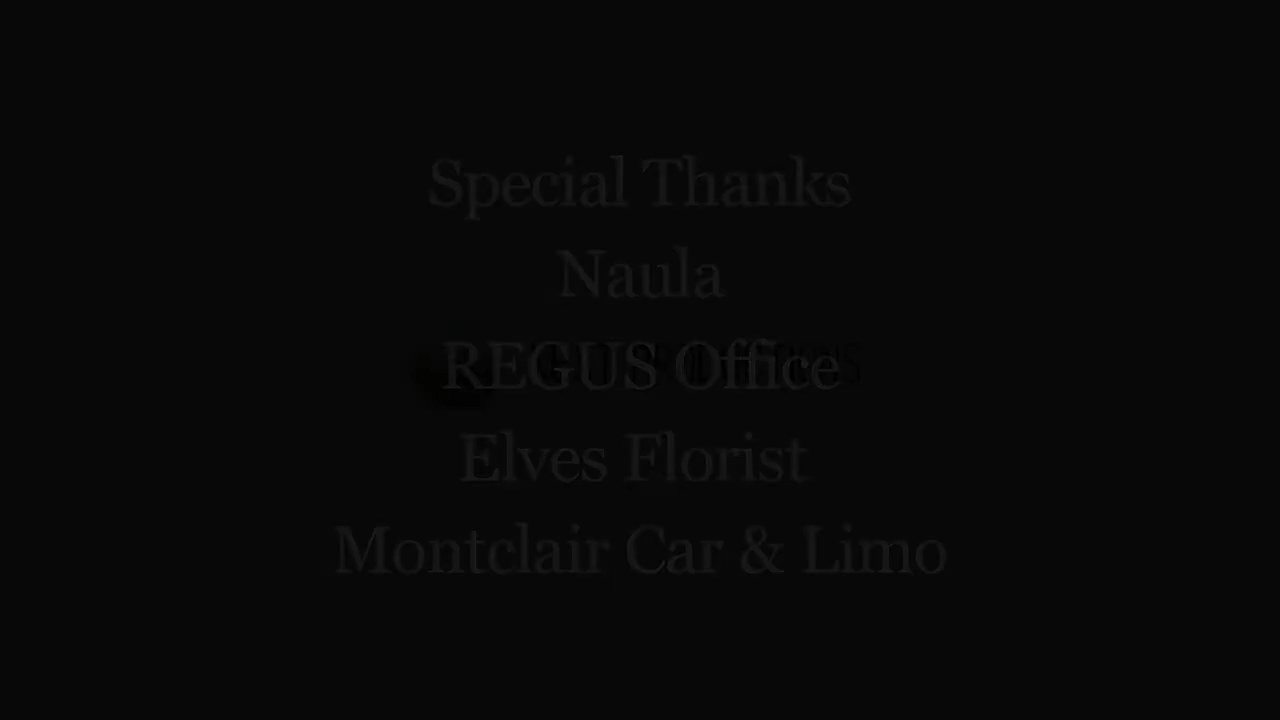 Special Thanks
Naula
REGUS Office
Elves Florist
Montclair Car & Limo